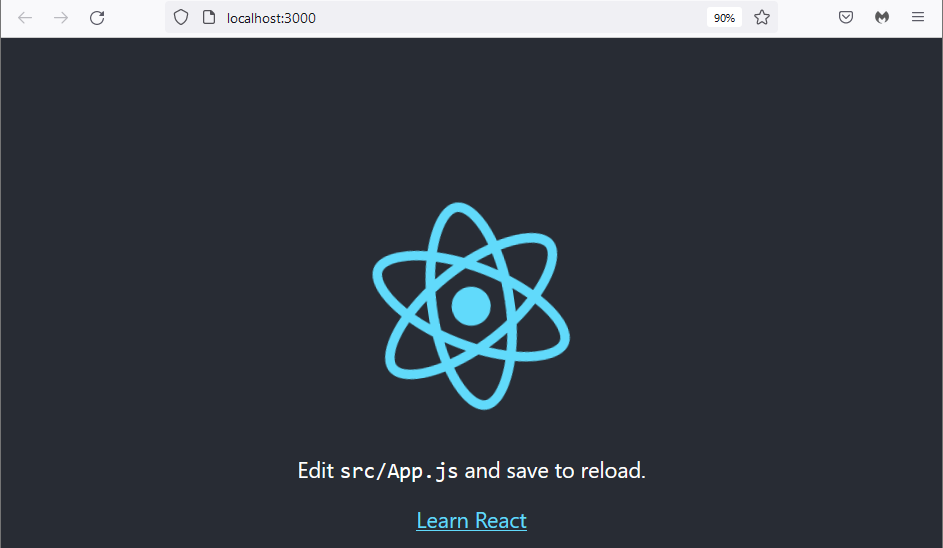 localhost:3000
90%
Edit src/App.js and save to reload.
Learn React